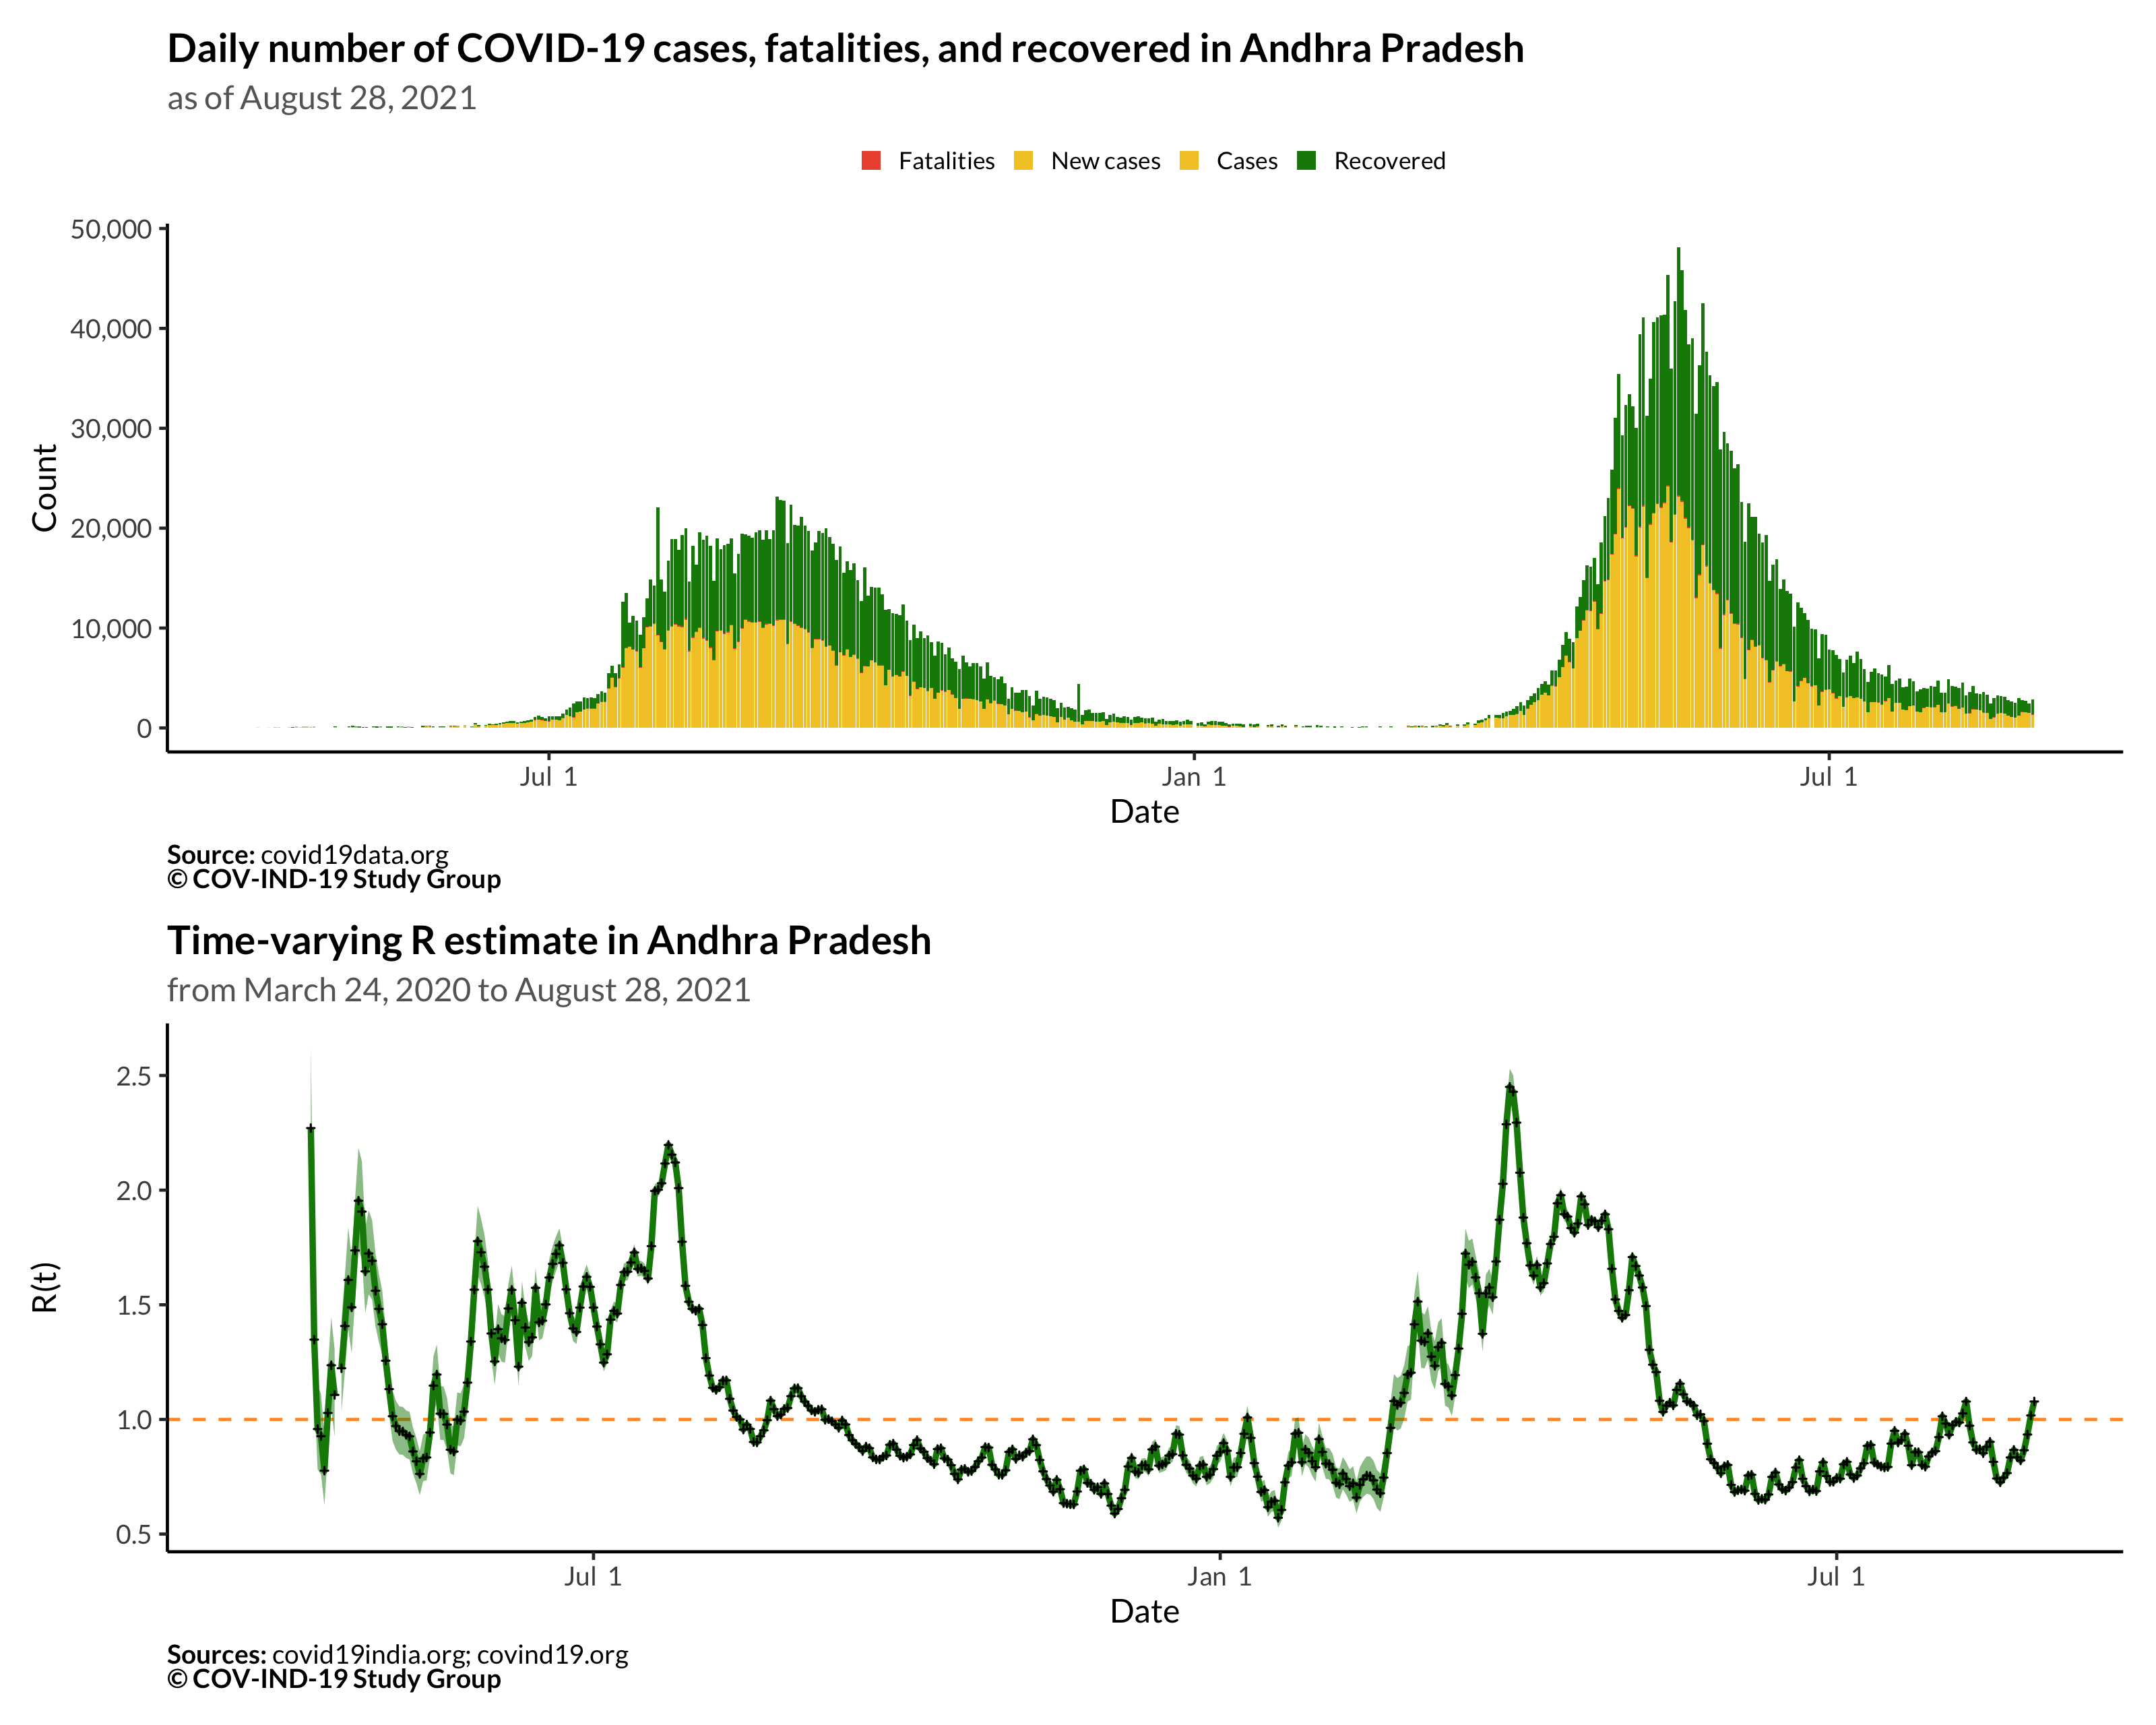 Daily number of COVID-19 cases, fatalities, and recovered in Andhra Pradesh
as of August 28, 2021
Fatalities New cases Cases Recovered
50,000
40,000
30,000
20,000
10,000
0
Count
Jul 1 Jan 1 Jul 1
Date
Source: covid19data.org
© COV-IND-19 Study Group
Time-varying R estimate in Andhra Pradesh
from March 24, 2020 to August 28, 2021
2.5
2.0
1.5
1.0
0.5
R(t)
Jul 1 Jan 1 Jul 1
Date
Sources: covid19india.org; covind19.org
© COV-IND-19 Study Group